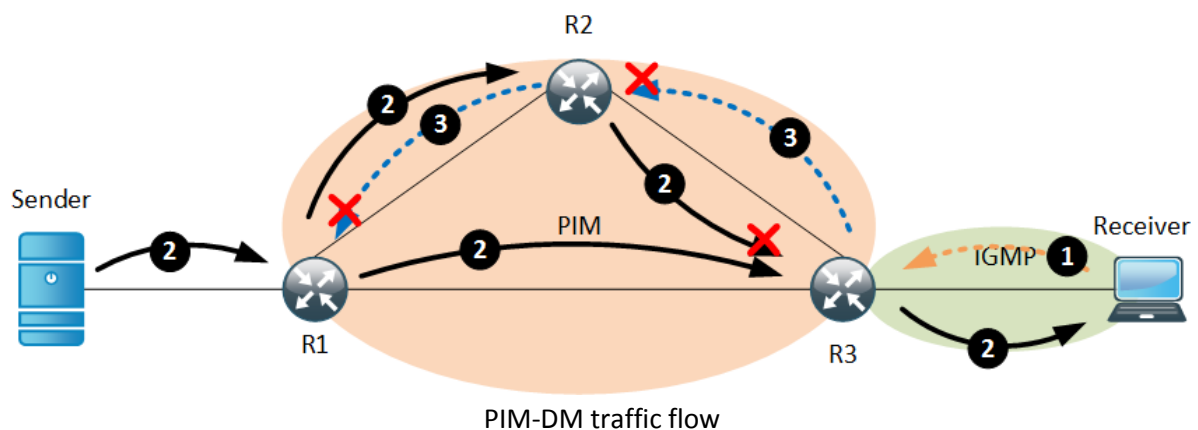 R2
2
3
3
2
Sender
PIM
Receiver
2
2
IGMP
1
R1
R3
2
PIM-DM traffic flow